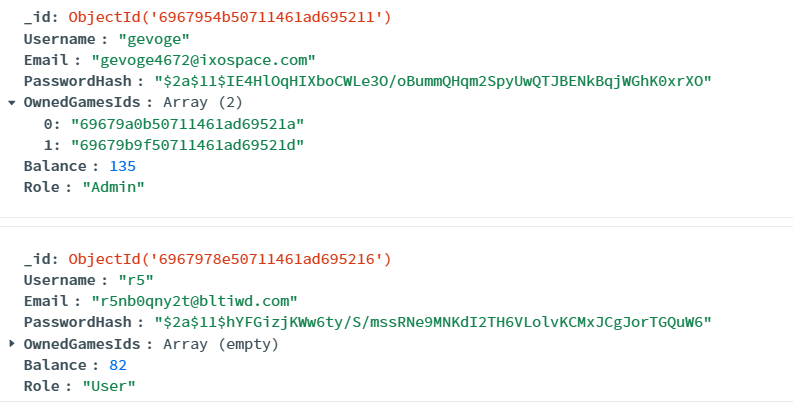 _id: ObjectId('6967954b50711461ad695211')
Username : "gevoge"
Email : "gevoge4672@ixospace.com"
PasswordHash : "$2a$11$IE4HlOqHIXboCWLe3O/oBummQHqm2SpyUwQTJBENkBqjWGhK0xrXO"
OwnedGamesIds : Array (2)
0: "69679a0b50711461ad69521a"
1: "69679b9f50711461ad69521d"
Balance : 135
Role : "Admin"
_id: ObjectId('6967978e50711461ad695216')
Username : "r5"
Email : "r5nb0qny2t@bltiwd.com"
PasswordHash : "$2a$11$hYFGizjKWw6ty/S/mssRNe9MNKdI2TH6VLolvKCMxJCgJorTGQuW6"
OwnedGamesIds : Array (empty)
Balance : 82
Role : "User"